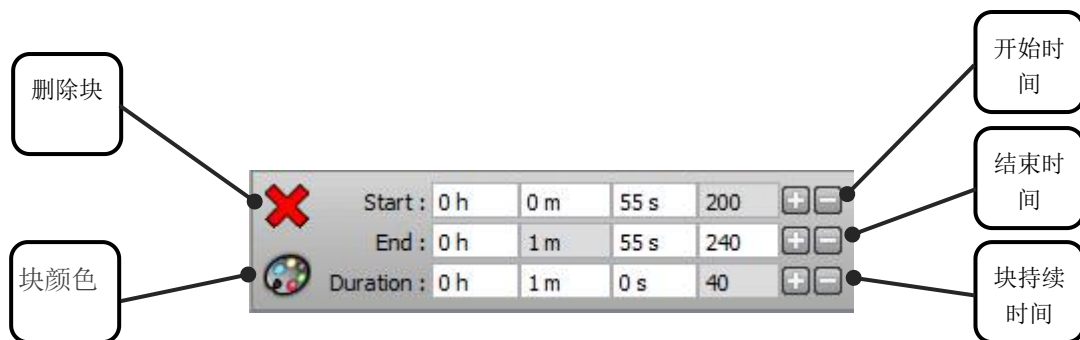 删除块
块颜色
Start : 0 h 0 m 55 s 200
End : 0 h 1 m 55 s 240
Duration : 0 h 1 m 0 s 40
开始时
间
结束时
间
块持续
时间